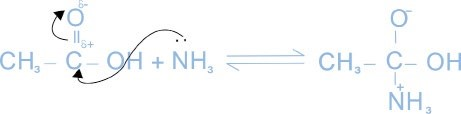 δ-
O O⁻
δ+
CH₃ – C – OH + NH₃ CH₃ – C – OH
+
NH₃